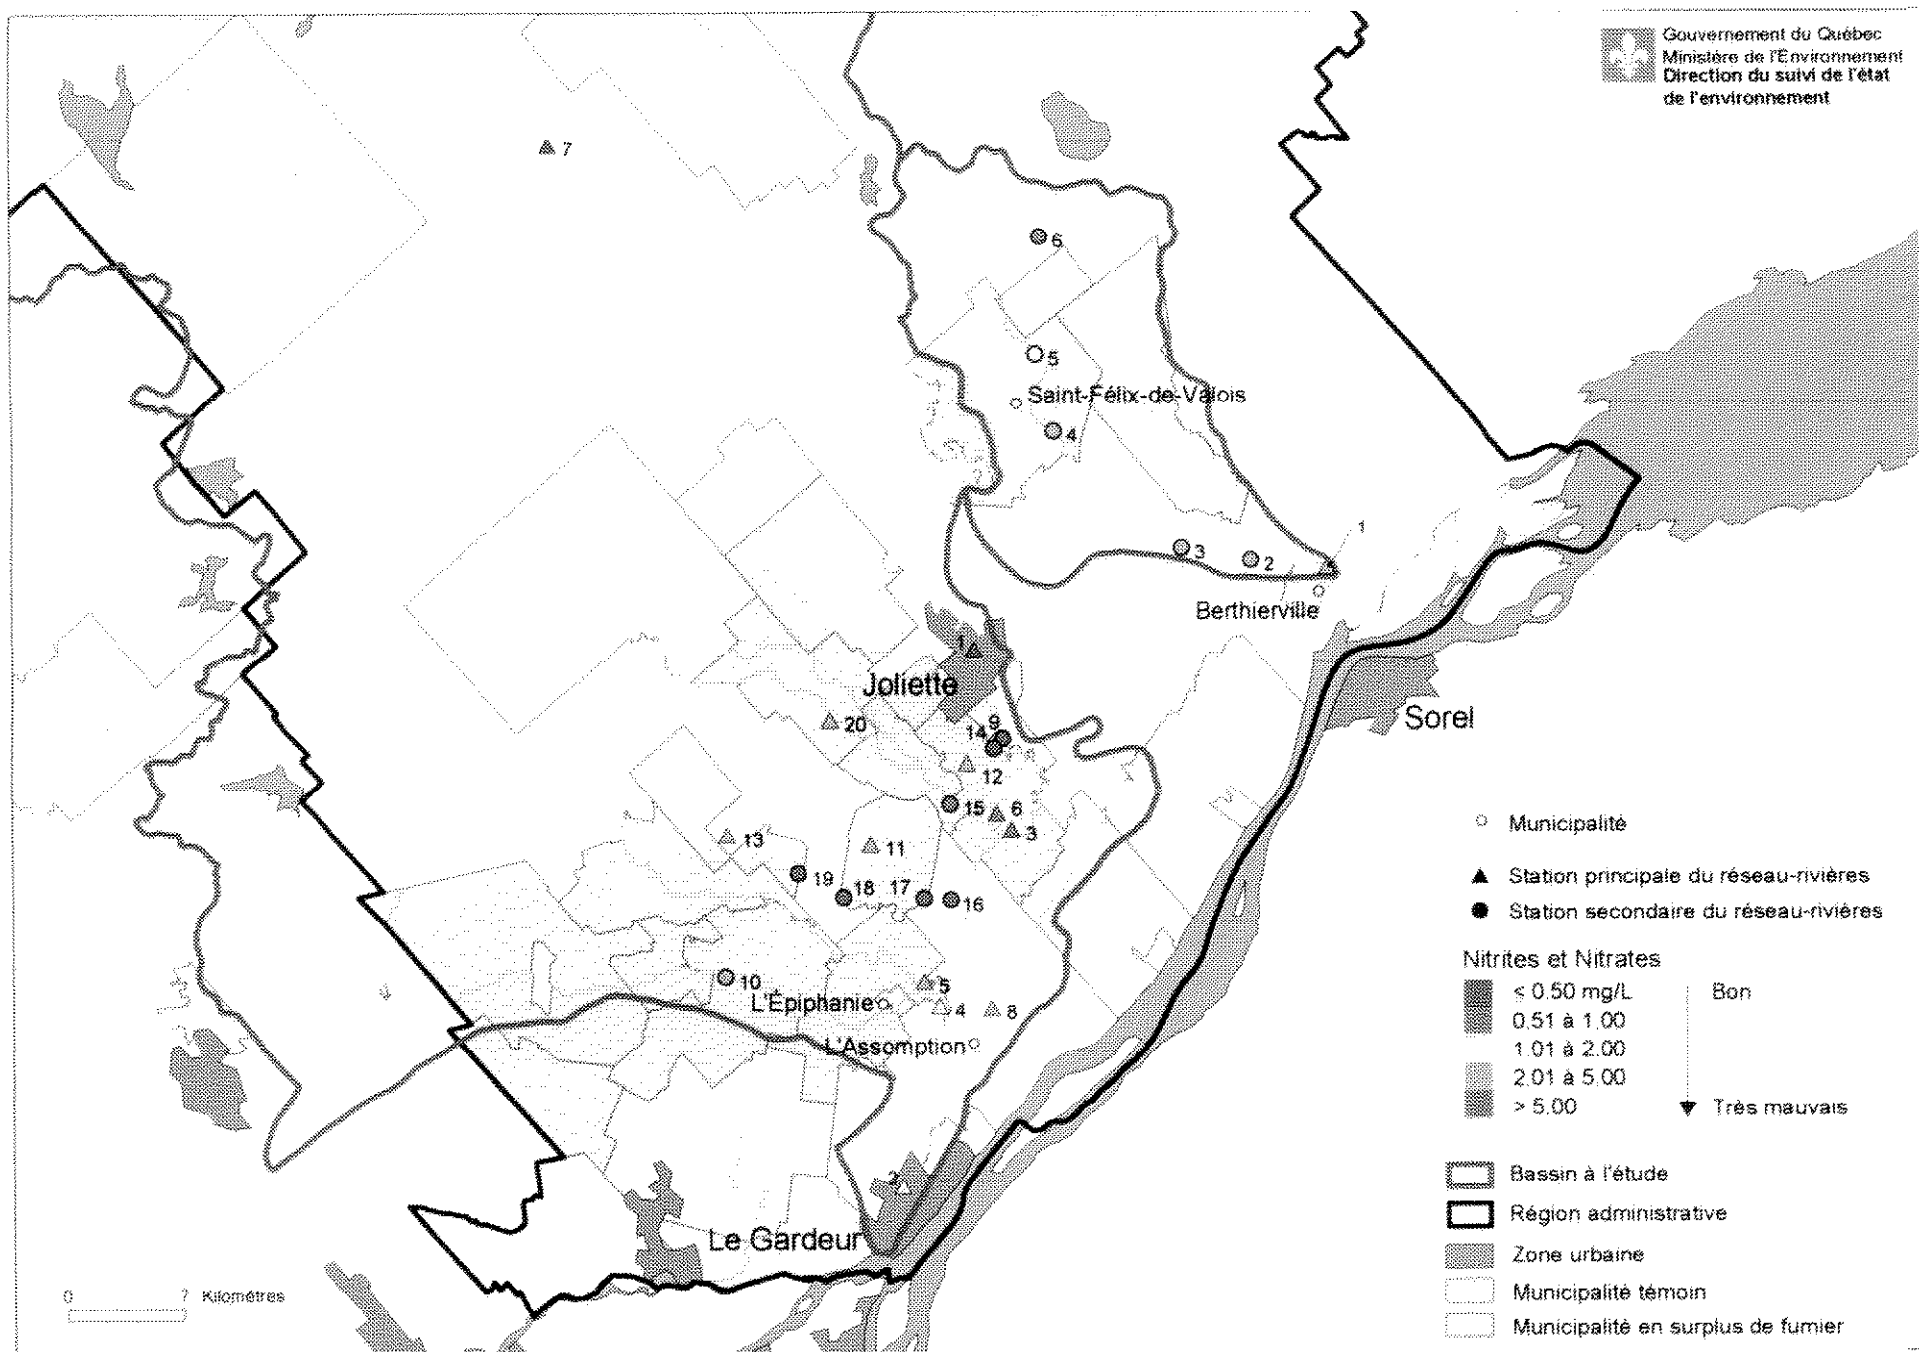 Gouvernement du Québec
Ministère de l'Environnement
Direction du suivi de l'état
de l'environnement
7
6
5
Saint-Félix-de-Valois
4
1
3
2
Berthierville
1
Joliette
Sorel
20
9
14
12
15
6
3
13
11
19
18
17
16
10
5
L'Épiphanie
4
8
L'Assomption
2
Le Gardeur
0 7 Kilomètres
Municipalité
Station principale du réseau-rivières
Station secondaire du réseau-rivières
Nitrites et Nitrates
≤ 0.50 mg/L Bon
0.51 à 1.00
1.01 à 2.00
2.01 à 5.00
> 5.00 Très mauvais
Bassin à l'étude
Région administrative
Zone urbaine
Municipalité témoin
Municipalité en surplus de fumier